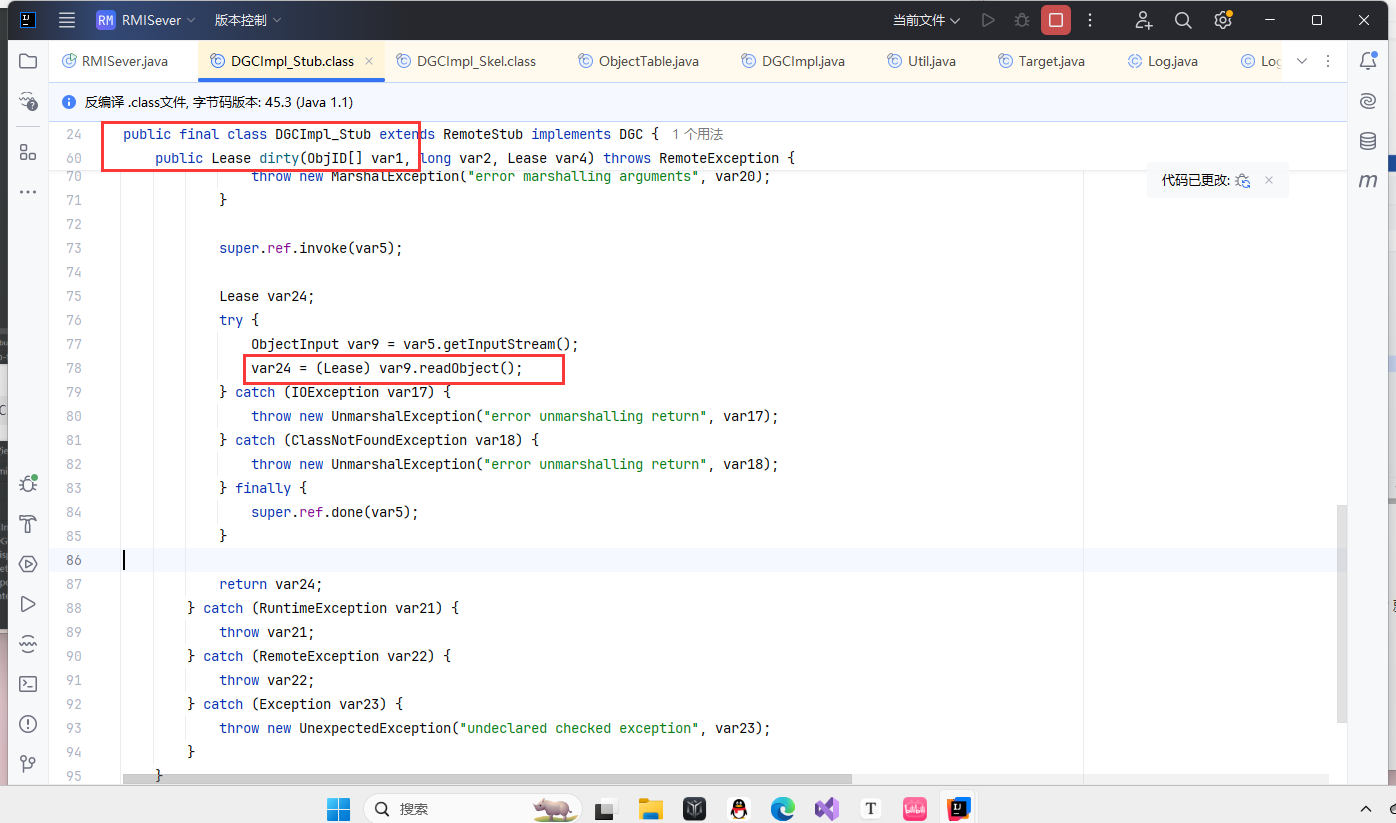 RM RMISever 版本控制 当前文件
RMISever.java DGCImpl_Stub.class DGCImpl_Skel.class ObjectTable.java DGCImpl.java Util.java Target.java Log.java
反编译 .class文件, 字节码版本: 45.3 (Java 1.1)
24 public final class DGCImpl_Stub extends RemoteStub implements DGC { 1 个用法
60 public Lease dirty(ObjID[] var1, long var2, Lease var4) throws RemoteException {
70 throw new MarshalException("error marshalling arguments", var20);
代码已更改:
71 }
72
73 super.ref.invoke(var5);
74
75 Lease var24;
76 try {
77 ObjectInput var9 = var5.getInputStream();
78 var24 = (Lease) var9.readObject();
79 } catch (IOException var17) {
80 throw new UnmarshalException("error unmarshalling return", var17);
81 } catch (ClassNotFoundException var18) {
82 throw new UnmarshalException("error unmarshalling return", var18);
83 } finally {
84 super.ref.done(var5);
85 }
86
87 return var24;
88 } catch (RuntimeException var21) {
89 throw var21;
90 } catch (RemoteException var22) {
91 throw var22;
92 } catch (Exception var23) {
93 throw new UnexpectedException("undeclared checked exception", var23);
94 }
95 }
搜索